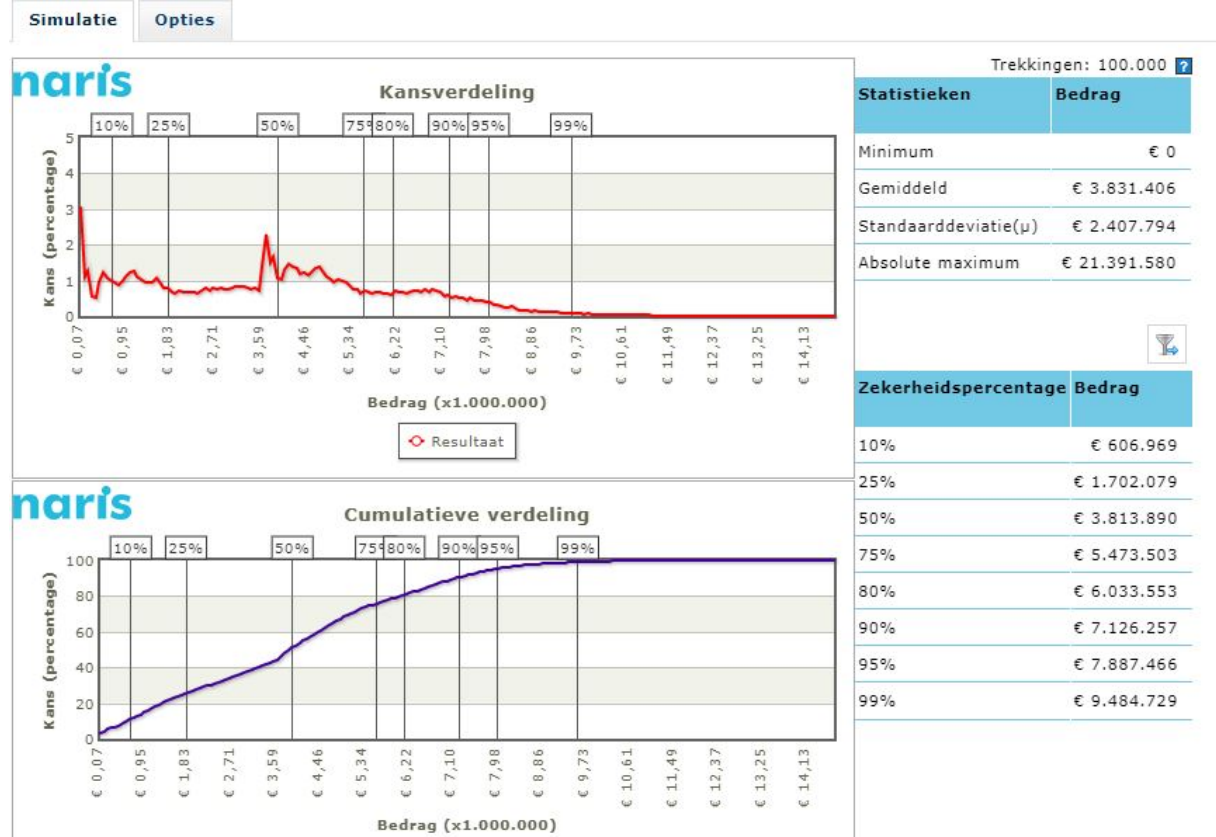 Simulatie Opties
naris
Kansverdeling
10% 25% 50% 75% 80% 90% 95% 99%
5
4
3
2
1
0
Kans (percentage)
€ 0,07 € 0,95 € 1,83 € 2,71 € 3,59 € 4,46 € 5,34 € 6,22 € 7,10 € 7,98 € 8,86 € 9,73 € 10,61 € 11,49 € 12,37 € 13,25 € 14,13
Bedrag (x1.000.000)
Resultaat
naris
Cumulatieve verdeling
10% 25% 50% 75% 80% 90% 95% 99%
100
80
60
40
20
0
Kans (percentage)
€ 0,07 € 0,95 € 1,83 € 2,71 € 3,59 € 4,46 € 5,34 € 6,22 € 7,10 € 7,98 € 8,86 € 9,73 € 10,61 € 11,49 € 12,37 € 13,25 € 14,13
Bedrag (x1.000.000)
Trekkingen: 100.000 ?
Statistieken Bedrag
Minimum € 0
Gemiddeld € 3.831.406
Standaarddeviatie(μ) € 2.407.794
Absolute maximum € 21.391.580
Zekerheidspercentage Bedrag
10% € 606.969
25% € 1.702.079
50% € 3.813.890
75% € 5.473.503
80% € 6.033.553
90% € 7.126.257
95% € 7.887.466
99% € 9.484.729